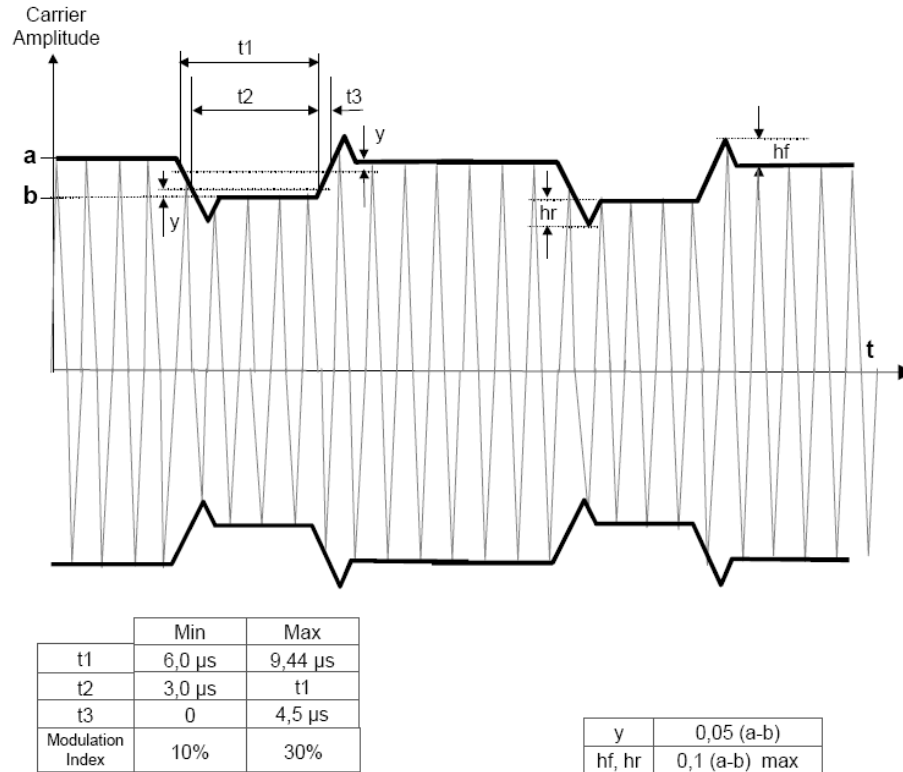 Carrier
Amplitude
t1
t2
t3
y
hf
a
b
y
hr
t
Min Max
t1 6,0 µs 9,44 µs
t2 3,0 µs t1
t3 0 4,5 µs
Modulation
Index 10% 30%
y 0,05 (a-b)
hf, hr 0,1 (a-b) max